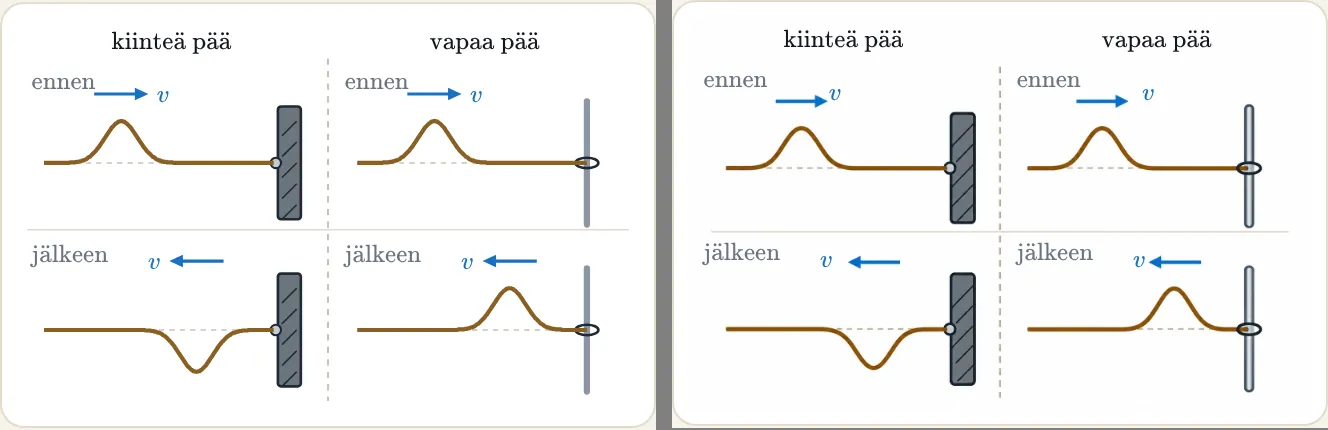 kiinteä pää
vapaa pää
ennen
v
ennen
v
jälkeen
v
jälkeen
v
kiinteä pää
vapaa pää
ennen
v
ennen
v
jälkeen
v
jälkeen
v